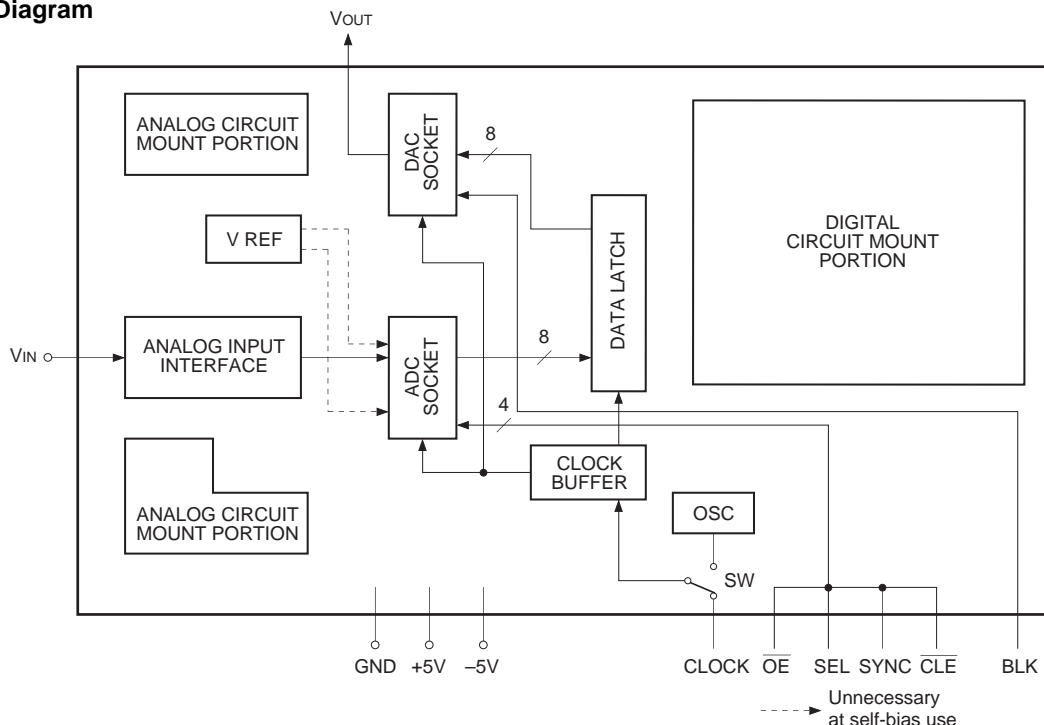 Diagram
VOUT
ANALOG CIRCUIT
MOUNT PORTION
DAC
SOCKET
8
V REF
DATA LATCH
DIGITAL
CIRCUIT MOUNT
PORTION
VIN
ANALOG INPUT
INTERFACE
ADC
SOCKET
8
4
CLOCK
BUFFER
ANALOG CIRCUIT
MOUNT PORTION
OSC
SW
GND +5V –5V CLOCK OE SEL SYNC CLE BLK
Unnecessary
at self-bias use